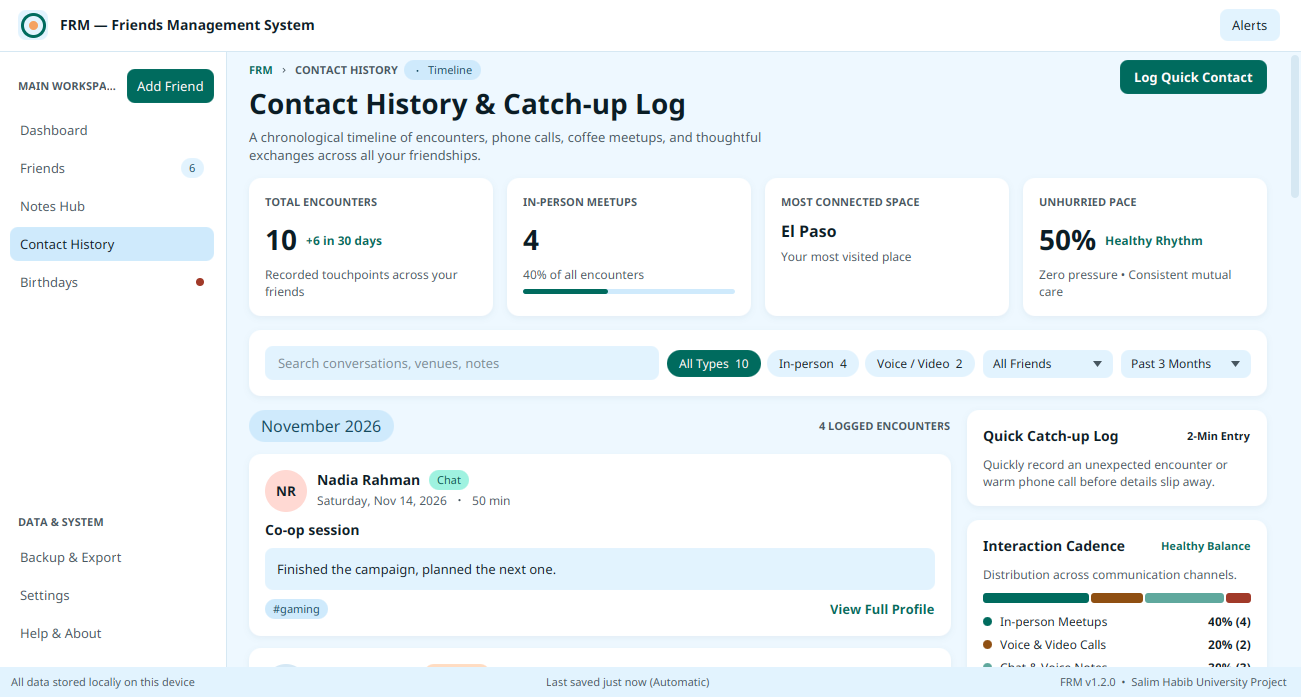 FRM — Friends Management System
Alerts
MAIN WORKSPA...
Add Friend
Dashboard
Friends 6
Notes Hub
Contact History
Birthdays
DATA & SYSTEM
Backup & Export
Settings
Help & About
FRM › CONTACT HISTORY · Timeline
Log Quick Contact
Contact History & Catch-up Log
A chronological timeline of encounters, phone calls, coffee meetups, and thoughtful
exchanges across all your friendships.
TOTAL ENCOUNTERS
10 +6 in 30 days
Recorded touchpoints across your
friends
IN-PERSON MEETUPS
4
40% of all encounters
MOST CONNECTED SPACE
El Paso
Your most visited place
UNHURRIED PACE
50% Healthy Rhythm
Zero pressure • Consistent mutual
care
Search conversations, venues, notes
All Types 10
In-person 4
Voice / Video 2
All Friends
Past 3 Months
November 2026
4 LOGGED ENCOUNTERS
NR
Nadia Rahman Chat
Saturday, Nov 14, 2026 • 50 min
Co-op session
Finished the campaign, planned the next one.
#gaming
View Full Profile
Quick Catch-up Log 2-Min Entry
Quickly record an unexpected encounter or
warm phone call before details slip away.
Interaction Cadence Healthy Balance
Distribution across communication channels.
In-person Meetups 40% (4)
Voice & Video Calls 20% (2)
Chat & Voice Notes 30% (3)
All data stored locally on this device
Last saved just now (Automatic)
FRM v1.2.0 • Salim Habib University Project